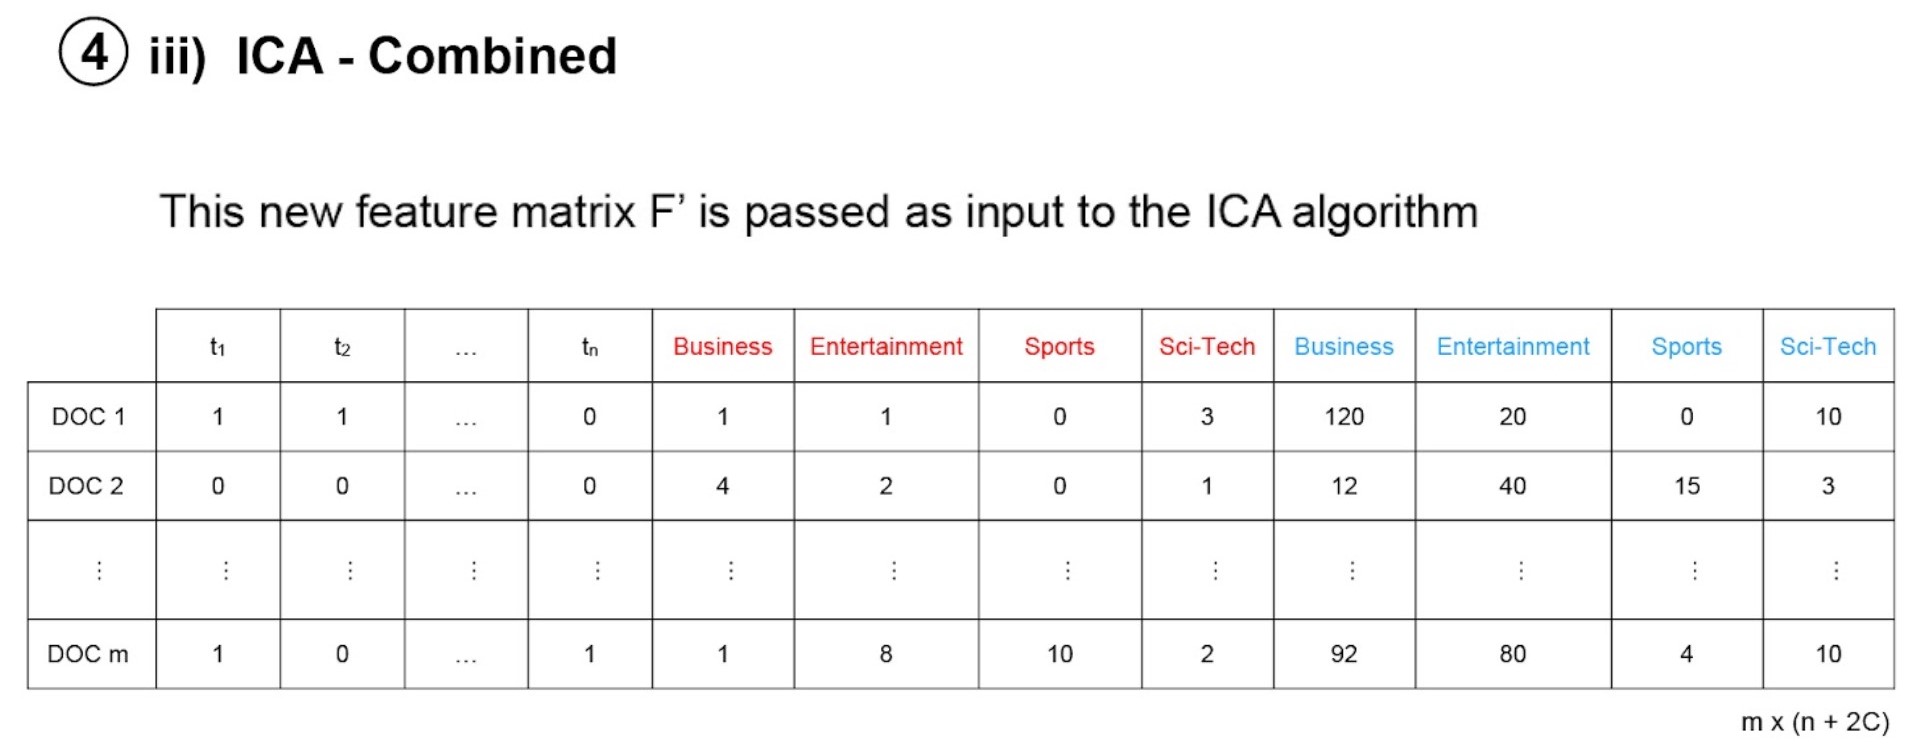 4 iii) ICA - Combined
This new feature matrix F’ is passed as input to the ICA algorithm
t₁ t₂ ... tₙ Business Entertainment Sports Sci-Tech Business Entertainment Sports Sci-Tech
DOC 1 1 1 ... 0 1 1 0 3 120 20 0 10
DOC 2 0 0 ... 0 4 2 0 1 12 40 15 3
⋮ ⋮ ⋮ ⋮ ⋮ ⋮ ⋮ ⋮ ⋮ ⋮ ⋮ ⋮ ⋮
DOC m 1 0 ... 1 1 8 10 2 92 80 4 10
m x (n + 2C)